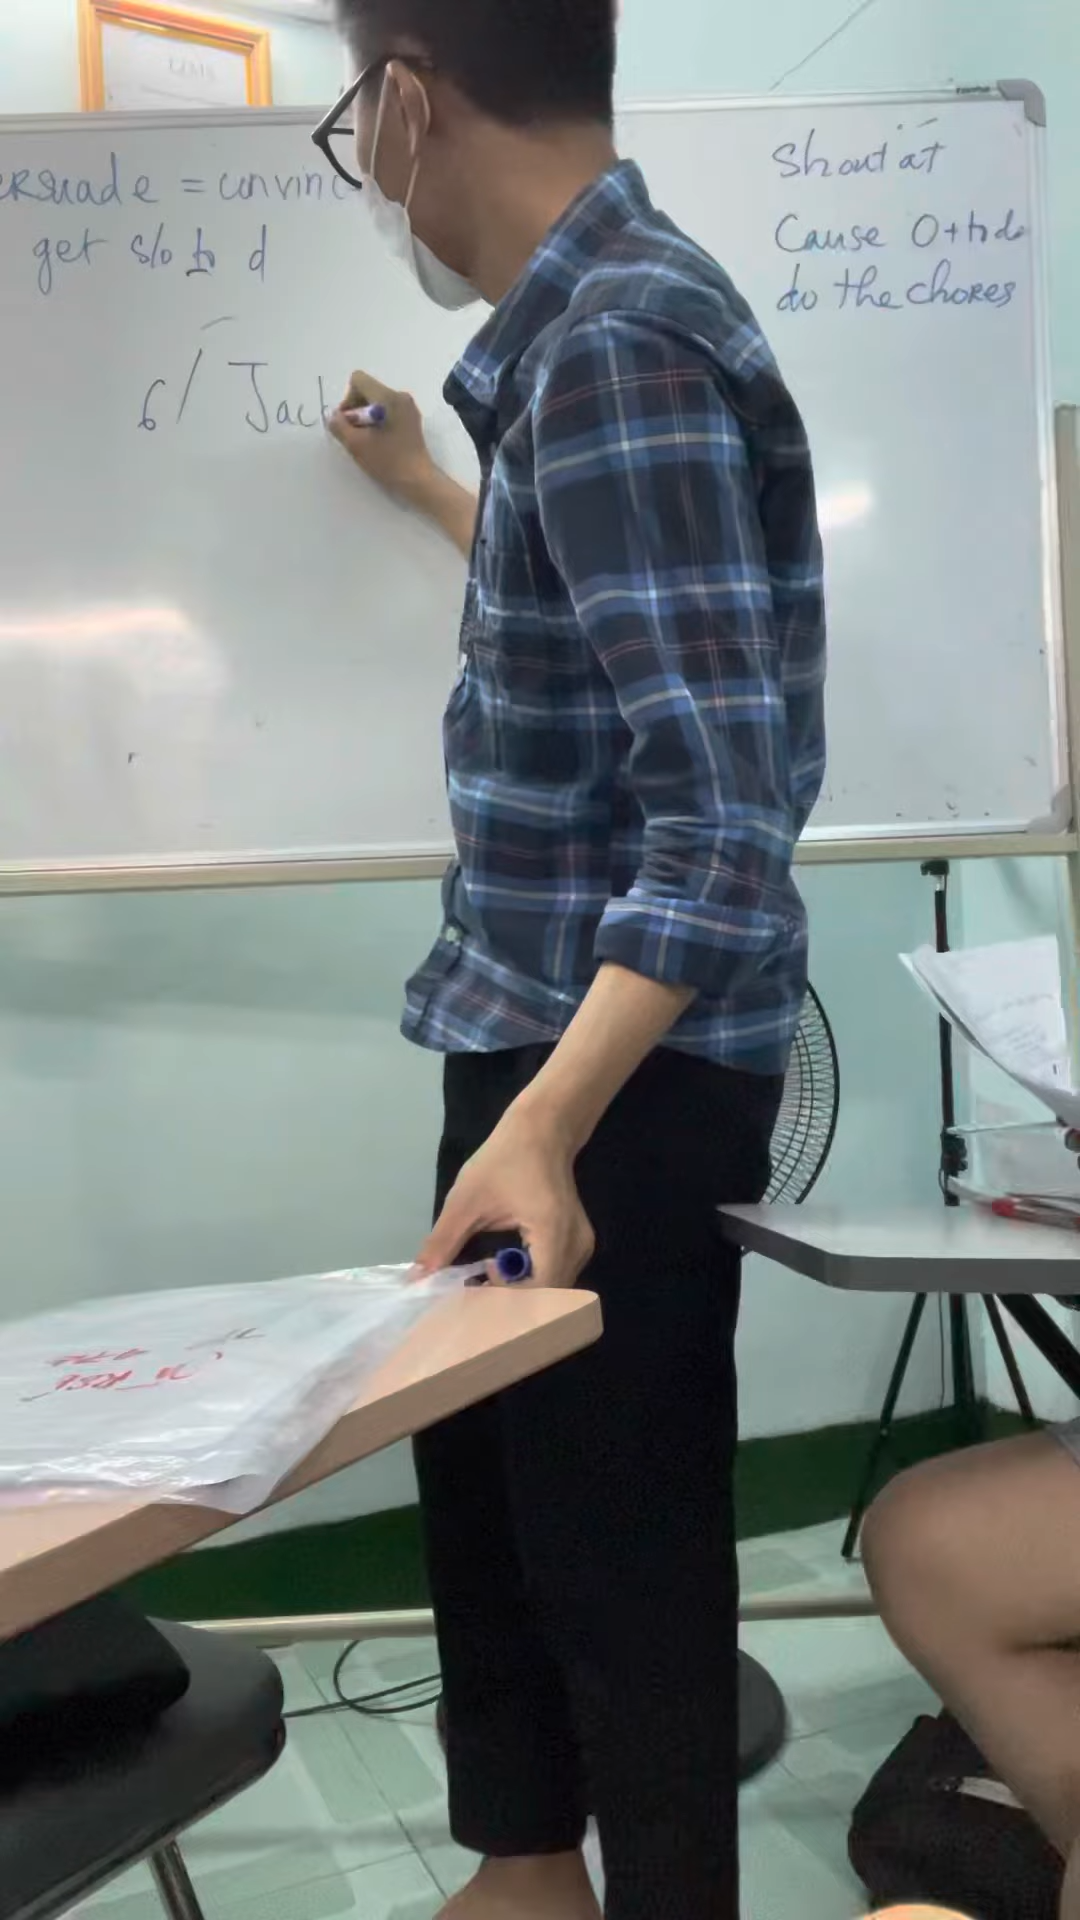 ersuade = convinc
get s/o to d
6/ Jack
Shout at
Cause O + to do
do the chores